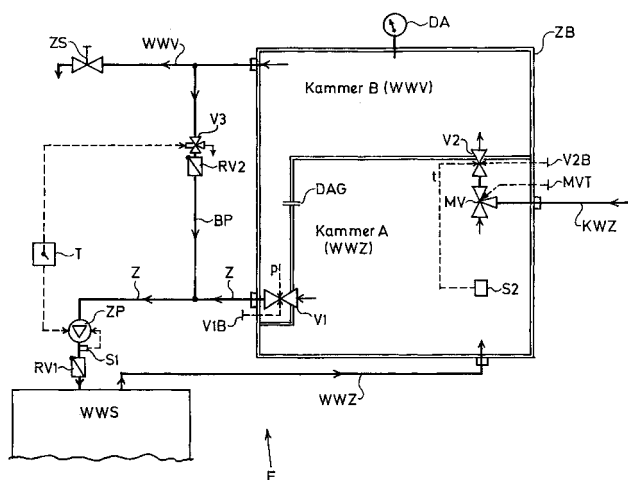 DA
ZB
ZS
WWV
Kammer B (WWV)
V3
V2
RV2
t
V2B
DAG
MVT
MV
BP
Kammer A
(WWZ)
KWZ
T
Z
Z
p
S2
ZP
V1B
V1
S1
RV1
WWS
WWZ
E